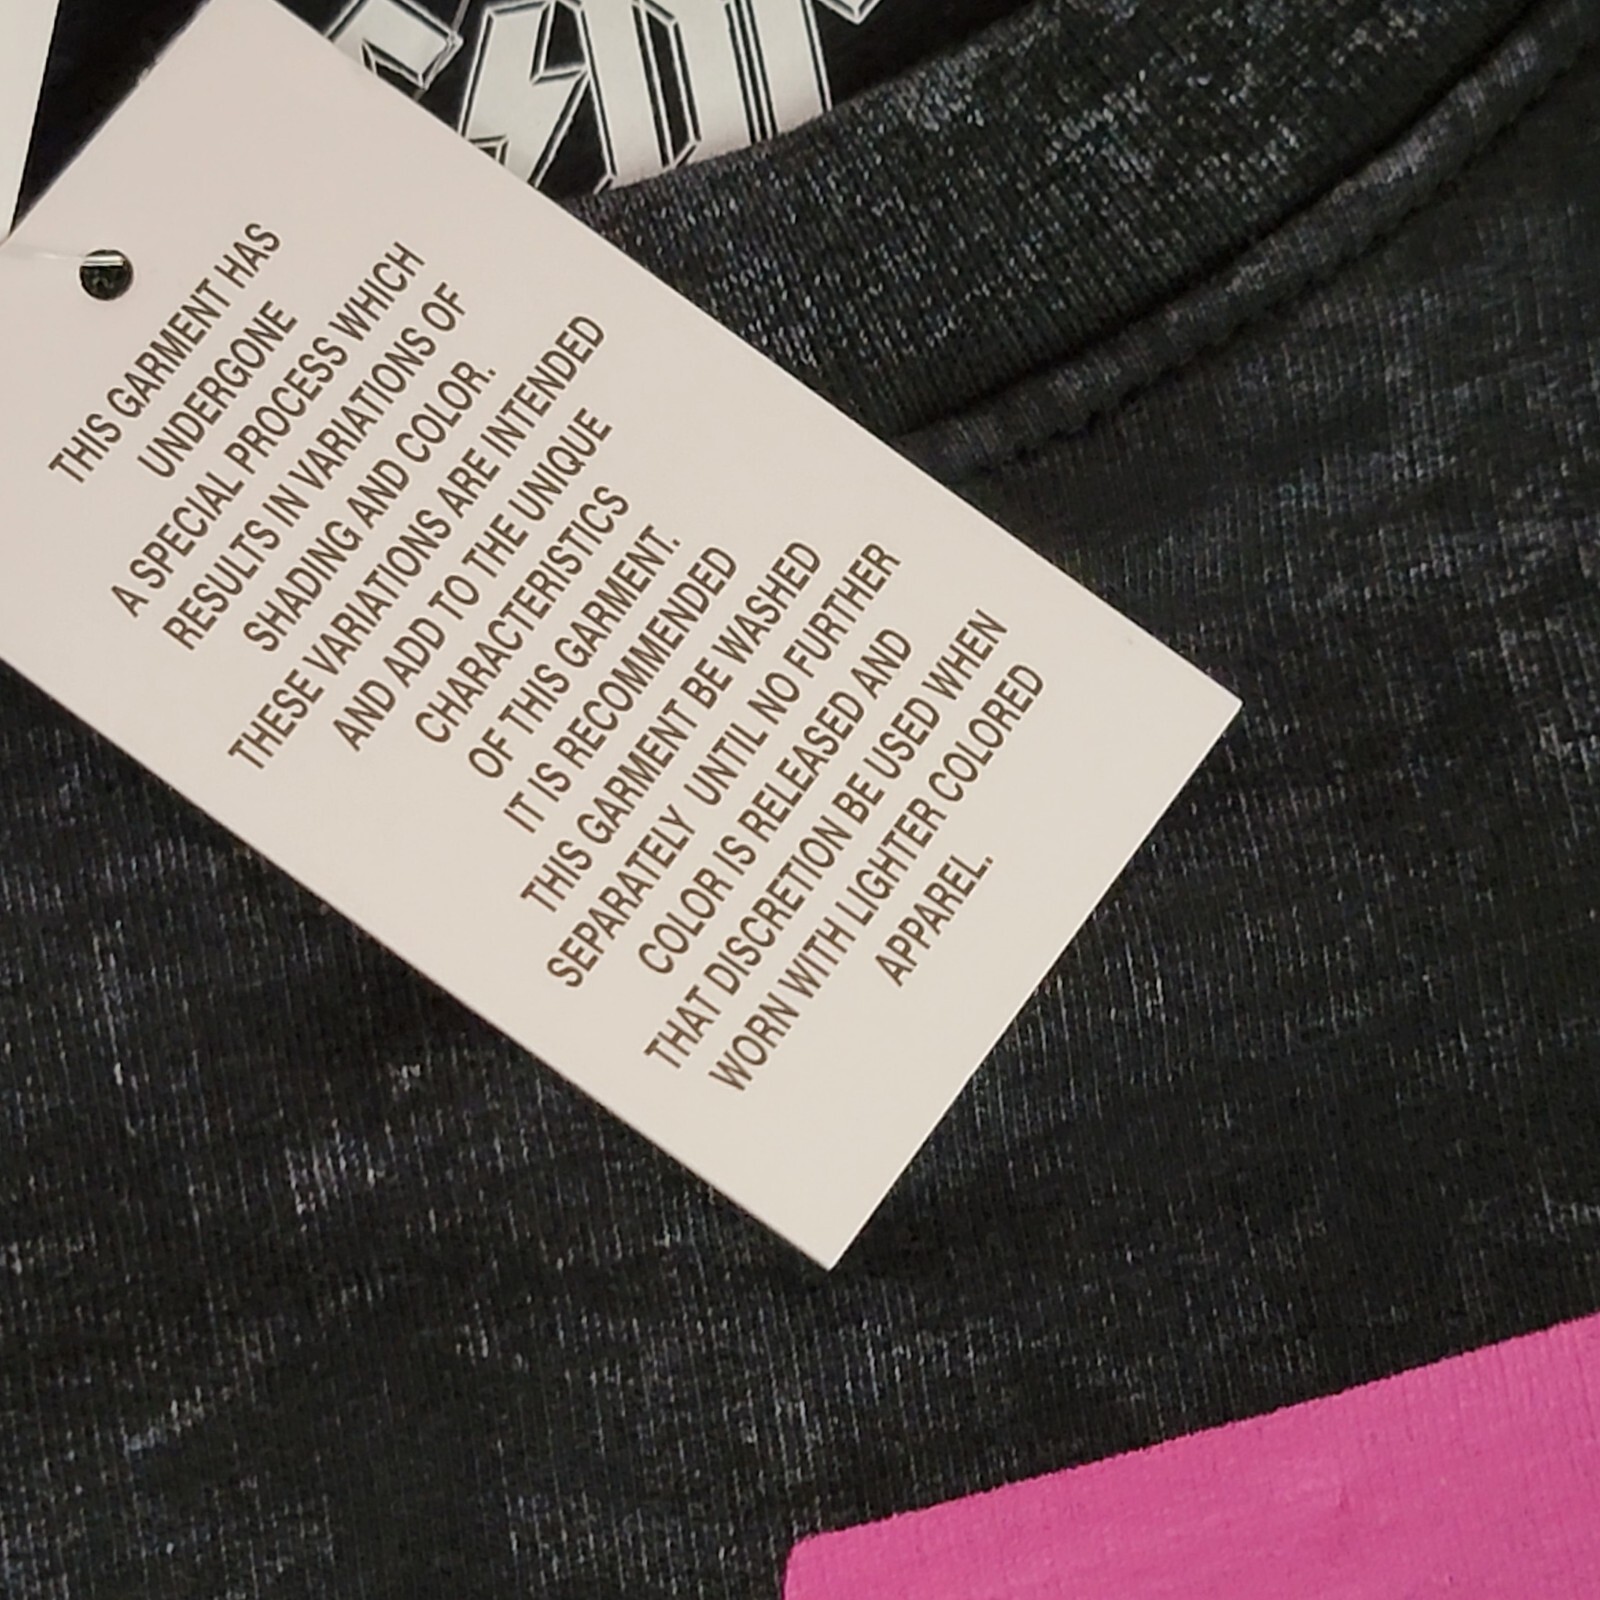 THIS GARMENT HAS
UNDERGONE
A SPECIAL PROCESS WHICH
RESULTS IN VARIATIONS OF
SHADING AND COLOR.
THESE VARIATIONS ARE INTENDED
AND ADD TO THE UNIQUE
CHARACTERISTICS
OF THIS GARMENT.
IT IS RECOMMENDED
THIS GARMENT BE WASHED
SEPARATELY UNTIL NO FURTHER
COLOR IS RELEASED AND
THAT DISCRETION BE USED WHEN
WORN WITH LIGHTER COLORED
APPAREL.